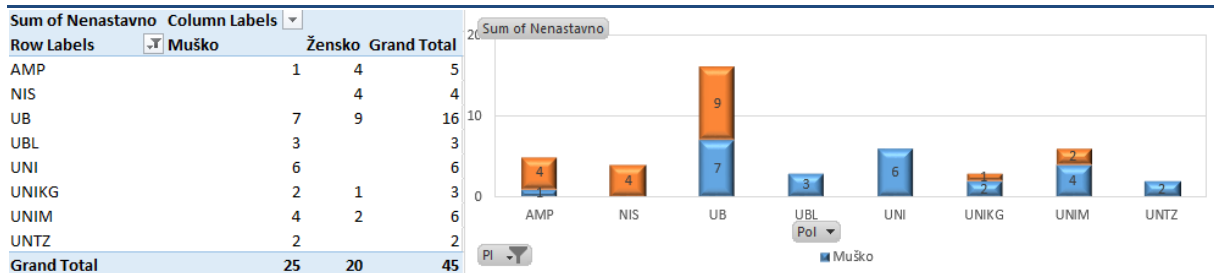 Sum of Nenastavno Column Labels
Row Labels Muško Žensko Grand Total
AMP 1 4 5
NIS 4 4
UB 7 9 16
UBL 3 3
UNI 6 6
UNIKG 2 1 3
UNIM 4 2 6
UNTZ 2 2
Grand Total 25 20 45
Sum of Nenastavno
20
10
0
4
1
4
9
7
3
6
1
2
2
4
2
AMP NIS UB UBL UNI UNIKG UNIM UNTZ
Pol
PI
Muško